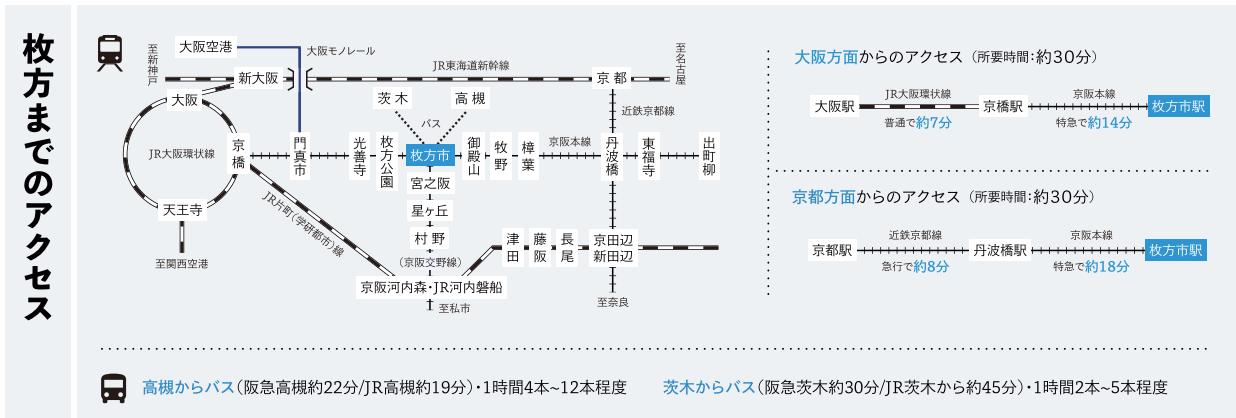 枚方までのアクセス
至新神戸
大阪空港
大阪モノレール
新大阪
JR東海道新幹線
京都
至名古屋
大阪
茨木
高槻
バス
近鉄京都線
JR大阪環状線
京橋
門真市
光善寺
枚方公園
枚方市
御殿山
牧野
樟葉
京阪本線
丹波橋
東福寺
出町柳
宮之阪
星ヶ丘
村野
(京阪交野線)
天王寺
至関西空港
JR片町(学研都市)線
津田
藤阪
長尾
京田辺
新田辺
京阪河内森・JR河内磐船
至私市
至奈良
大阪方面からのアクセス(所要時間:約30分)
大阪駅
JR大阪環状線
普通で約7分
京橋駅
京阪本線
特急で約14分
枚方市駅
京都方面からのアクセス(所要時間:約30分)
京都駅
近鉄京都線
急行で約8分
丹波橋駅
京阪本線
特急で約18分
枚方市駅
高槻からバス(阪急高槻約22分/JR高槻約19分)・1時間4本~12本程度
茨木からバス(阪急茨木約30分/JR茨木から約45分)・1時間2本~5本程度